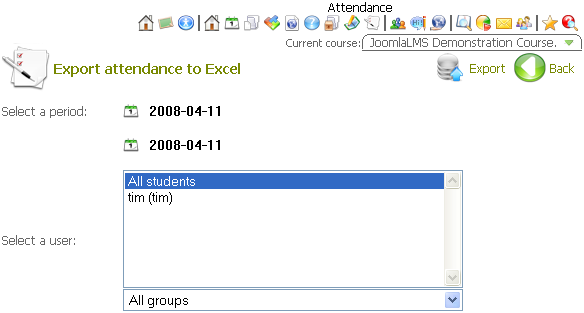 Attendance
Current course: JoomlaLMS Demonstration Course.
Export attendance to Excel
Export Back
Select a period: 2008-04-11
2008-04-11
All students
tim (tim)
Select a user:
All groups